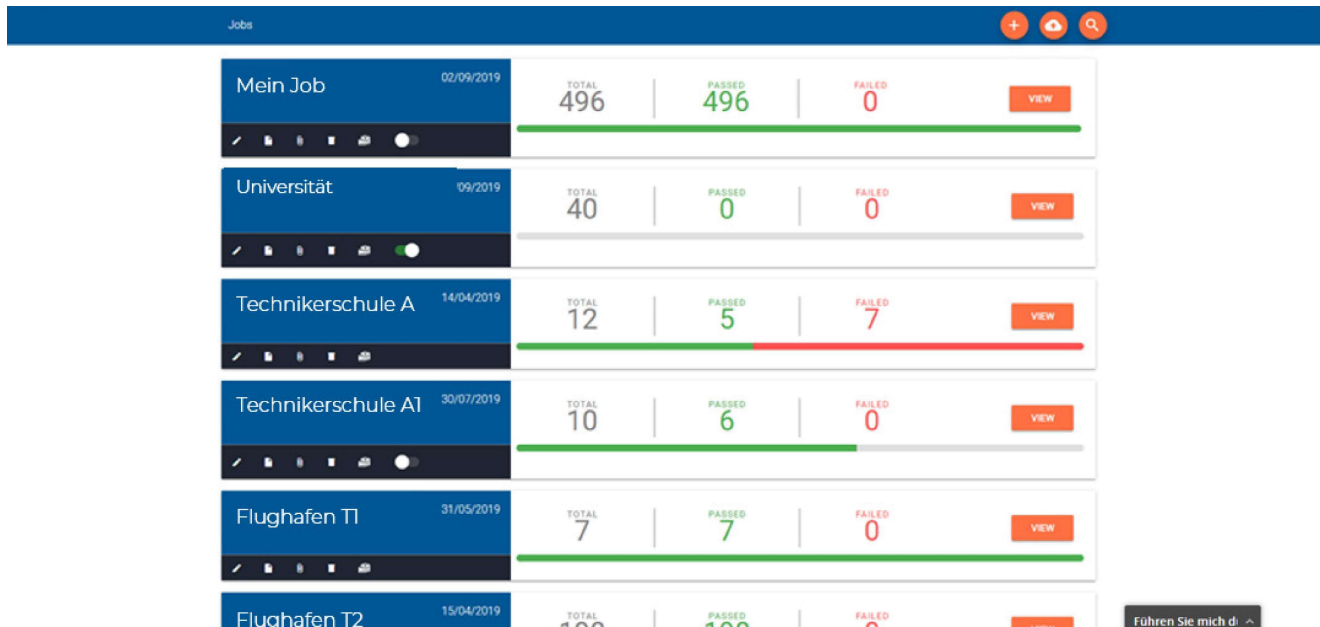 Jobs
Mein Job 02/09/2019
TOTAL PASSED FAILED
496 496 0 VIEW
Universität 09/2019
TOTAL PASSED FAILED
40 0 0 VIEW
Technikerschule A 14/04/2019
TOTAL PASSED FAILED
12 5 7 VIEW
Technikerschule A1 30/07/2019
TOTAL PASSED FAILED
10 6 0 VIEW
Flughafen T1 31/05/2019
TOTAL PASSED FAILED
7 7 0 VIEW
Flughafen T2 15/04/2019
TOTAL PASSED FAILED
Führen Sie mich